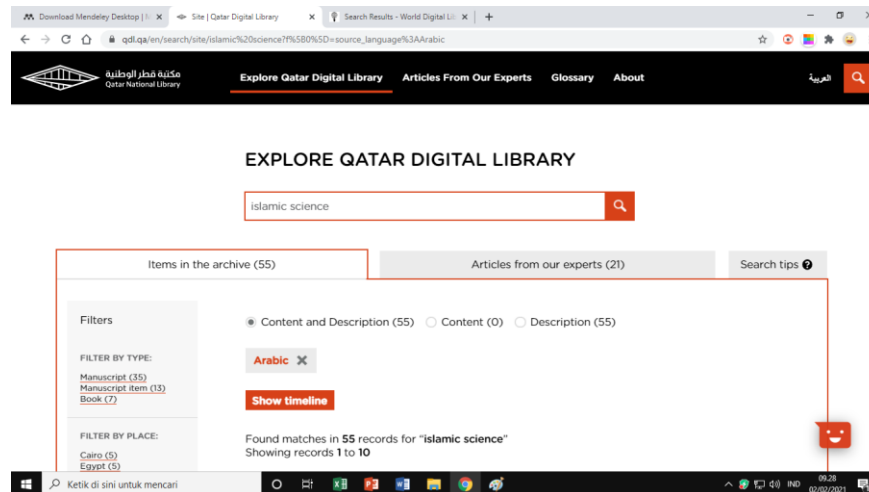 Download Mendeley Desktop |
Site | Qatar Digital Library
Search Results - World Digital Lib
qdl.qa/en/search/site/islamic%20science?f%5B0%5D=source_language%3AArabic
مكتبة قطر الوطنية
Qatar National Library
Explore Qatar Digital Library
Articles From Our Experts
Glossary
About
العربية
EXPLORE QATAR DIGITAL LIBRARY
islamic science
Items in the archive (55)
Articles from our experts (21)
Search tips ?
Filters
Content and Description (55)
Content (0)
Description (55)
FILTER BY TYPE:
Manuscript (35)
Manuscript item (13)
Book (7)
Arabic
Show timeline
FILTER BY PLACE:
Cairo (5)
Egypt (5)
Found matches in 55 records for "islamic science"
Showing records 1 to 10
Ketik di sini untuk mencari
IND
09.28
02/02/2021